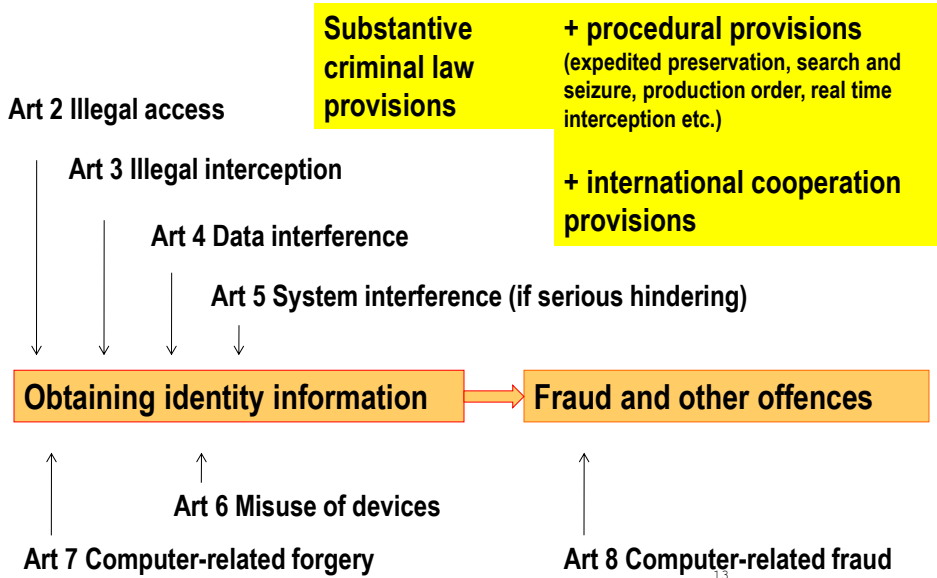 Substantive
criminal law
provisions
+ procedural provisions
(expedited preservation, search and
seizure, production order, real time
interception etc.)
+ international cooperation
provisions
Art 2 Illegal access
Art 3 Illegal interception
Art 4 Data interference
Art 5 System interference (if serious hindering)
Obtaining identity information
Fraud and other offences
Art 6 Misuse of devices
Art 7 Computer-related forgery
Art 8 Computer-related fraud
13